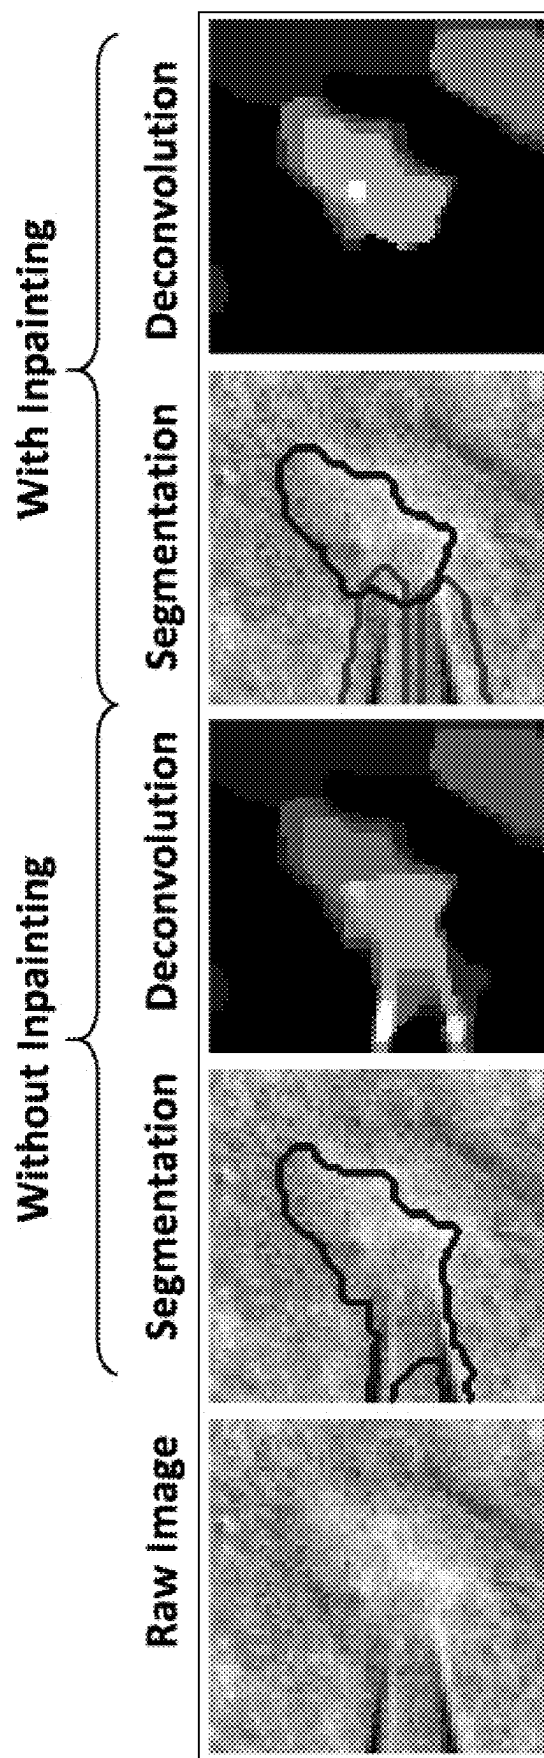 Without Inpainting
With Inpainting
Raw Image
Segmentation
Deconvolution
Segmentation
Deconvolution